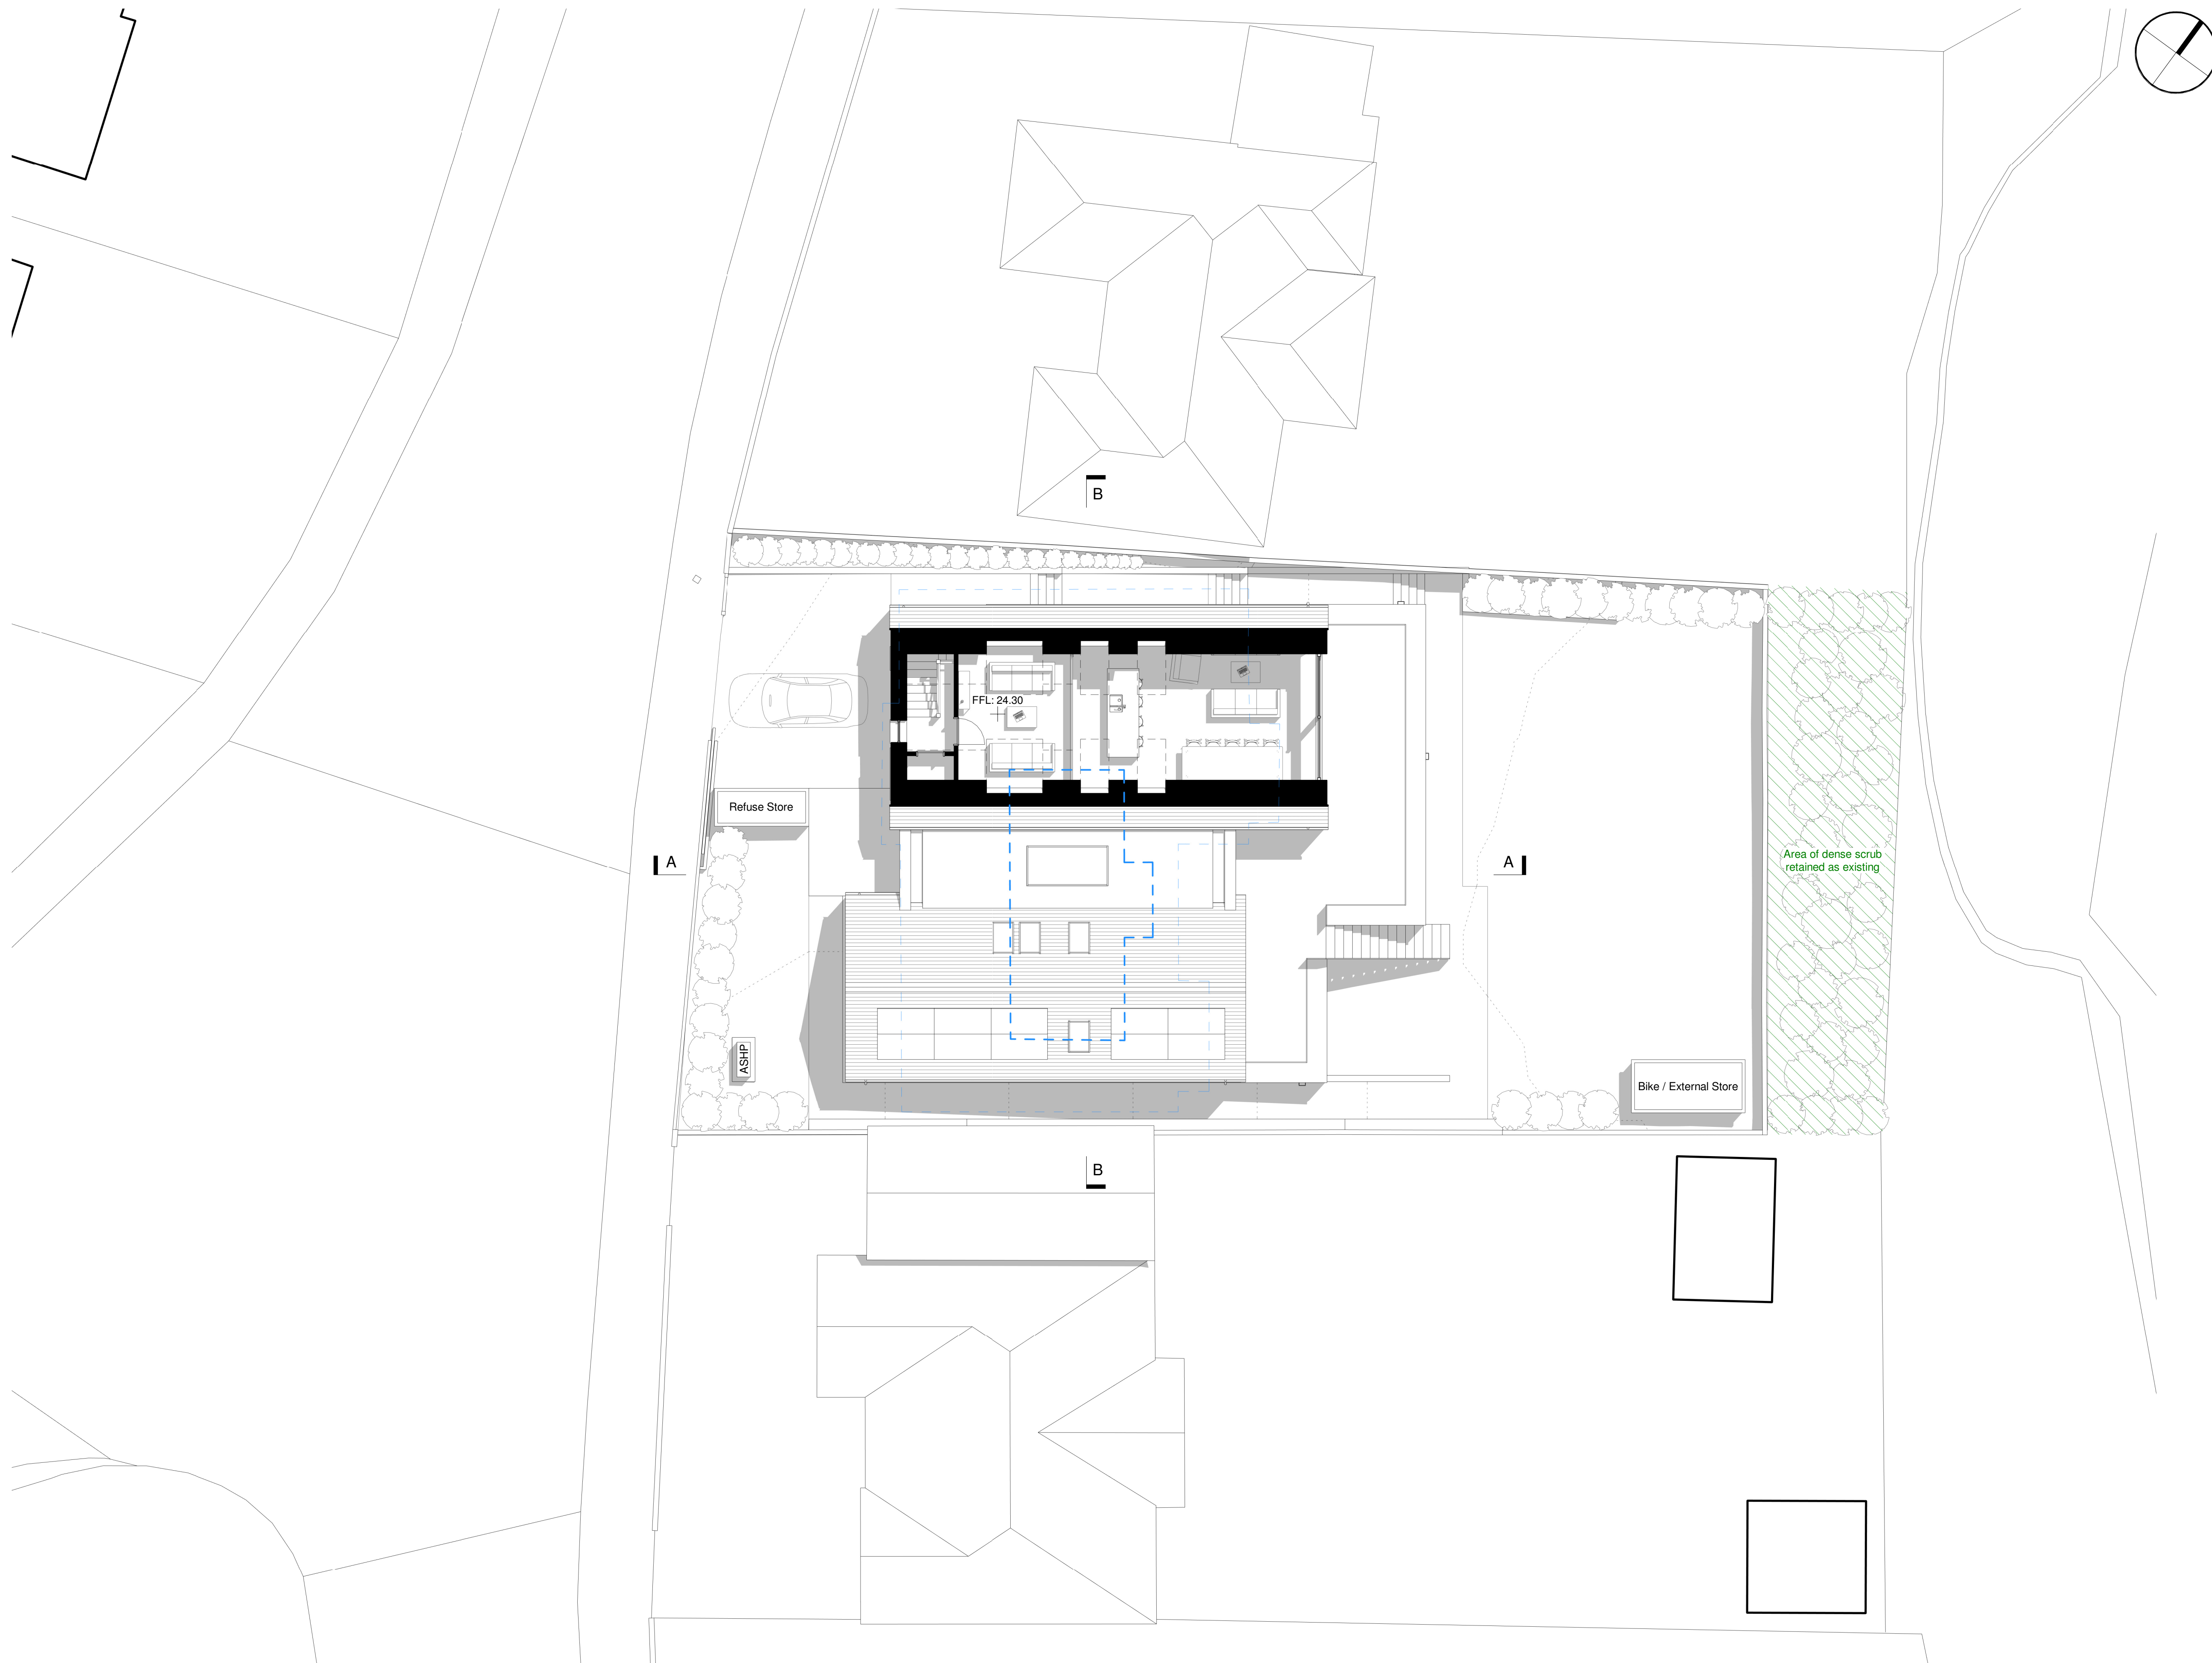 B
FFL: 24.30
Refuse Store
A
A
Area of dense scrub
retained as existing
ASHP
Bike / External Store
B